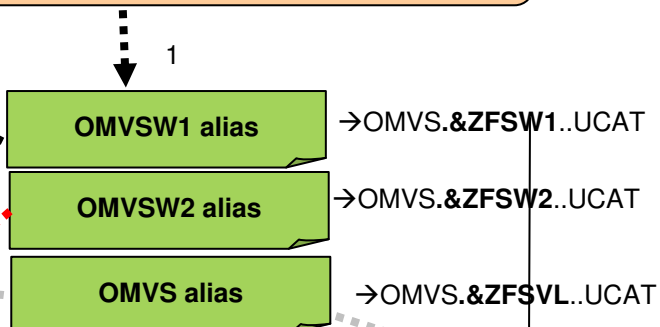 1
OMVSW1 alias →OMVS.&ZFSW1..UCAT
OMVSW2 alias →OMVS.&ZFSW2..UCAT
OMVS alias →OMVS.&ZFSVL..UCAT